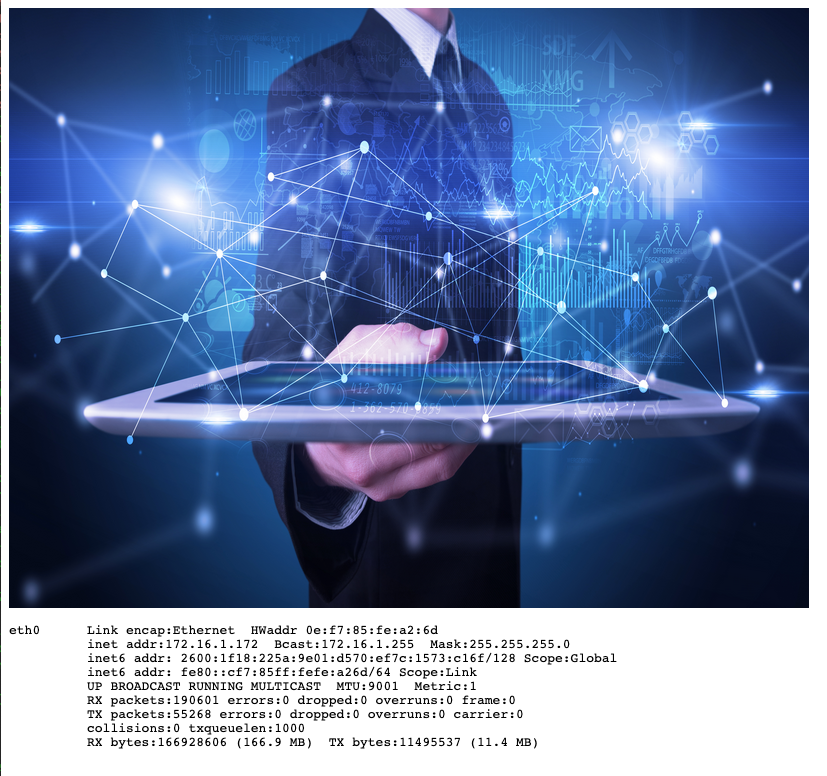 SDF
XMG
412-8079
eth0 Link encap:Ethernet HWaddr 0e:f7:85:fe:a2:6d
inet addr:172.16.1.172 Bcast:172.16.1.255 Mask:255.255.255.0
inet6 addr: 2600:1f18:225a:9e01:d570:ef7c:1573:c16f/128 Scope:Global
inet6 addr: fe80::cf7:85ff:fefe:a26d/64 Scope:Link
UP BROADCAST RUNNING MULTICAST MTU:9001 Metric:1
RX packets:190601 errors:0 dropped:0 overruns:0 frame:0
TX packets:55268 errors:0 dropped:0 overruns:0 carrier:0
collisions:0 txqueuelen:1000
RX bytes:166928606 (166.9 MB) TX bytes:11495537 (11.4 MB)